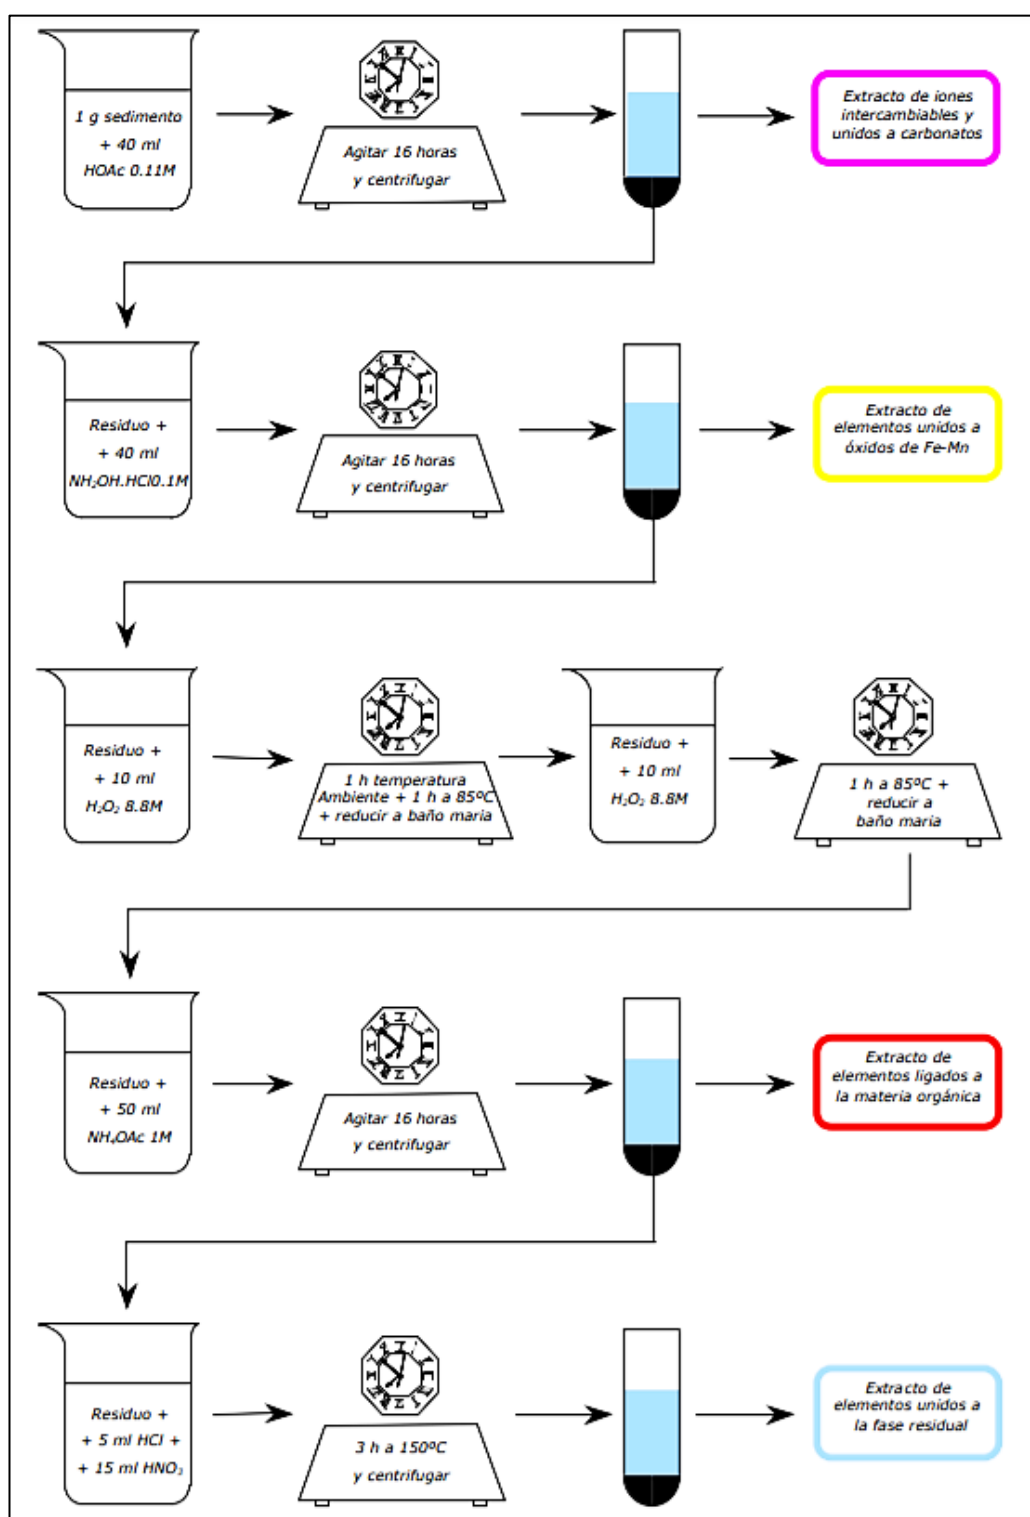 1 g sedimento
+ 40 ml
HOAc 0.11M
Agitar 16 horas
y centrifugar
Extracto de iones
intercambiables y
unidos a carbonatos
Residuo +
+ 40 ml
NH₂OH.HCl0.1M
Agitar 16 horas
y centrifugar
Extracto de
elementos unidos a
óxidos de Fe-Mn
Residuo +
+ 10 ml
H₂O₂ 8.8M
1 h temperatura
Ambiente + 1 h a 85ºC
+ reducir a baño maria
Residuo +
+ 10 ml
H₂O₂ 8.8M
1 h a 85ºC +
reducir a
baño maria
Residuo +
+ 50 ml
NH₄OAc 1M
Agitar 16 horas
y centrifugar
Extracto de
elementos ligados a
la materia orgánica
Residuo +
+ 5 ml HCl +
+ 15 ml HNO₃
3 h a 150ºC
y centrifugar
Extracto de
elementos unidos a
la fase residual